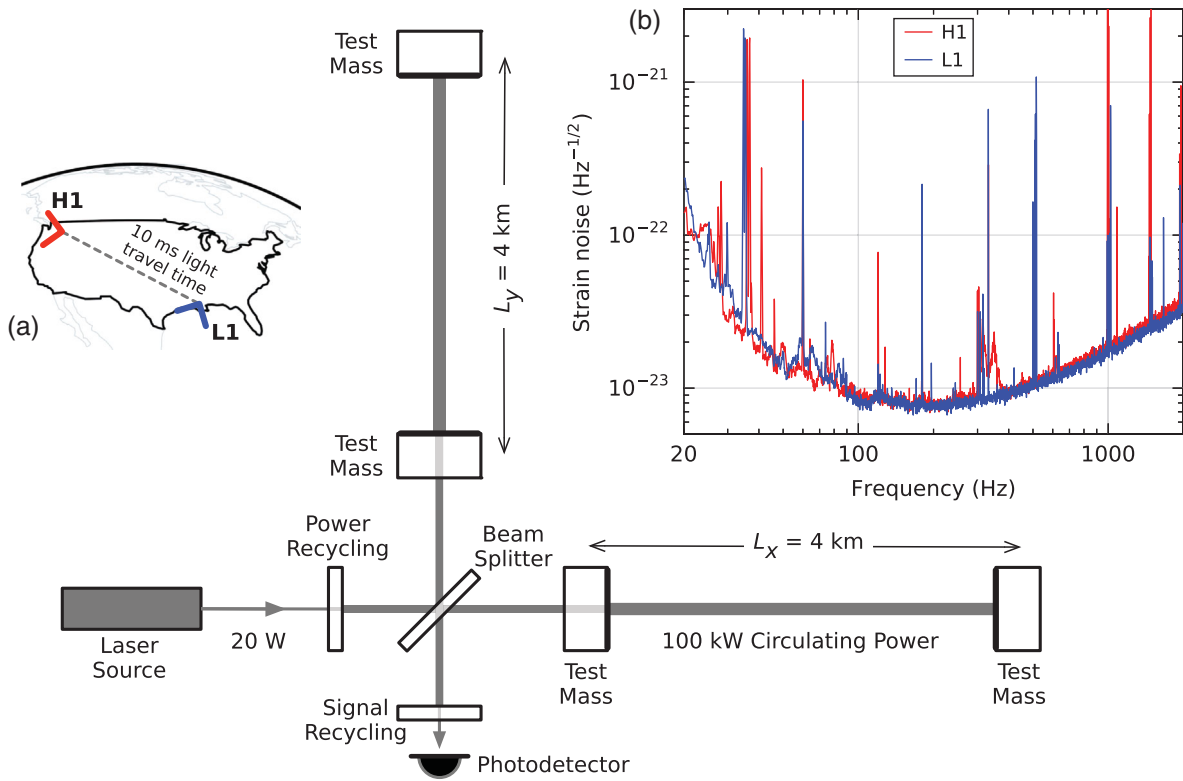 (a)
H1
10 ms light
travel time
L1
Test
Mass
L_y = 4 km
Test
Mass
Power
Recycling
Beam
Splitter
Laser
Source
20 W
L_x = 4 km
100 kW Circulating Power
Test
Mass
Test
Mass
Signal
Recycling
Photodetector
(b)
H1
L1
Strain noise (Hz^{-1/2})
10^{-21}
10^{-22}
10^{-23}
20
100
1000
Frequency (Hz)